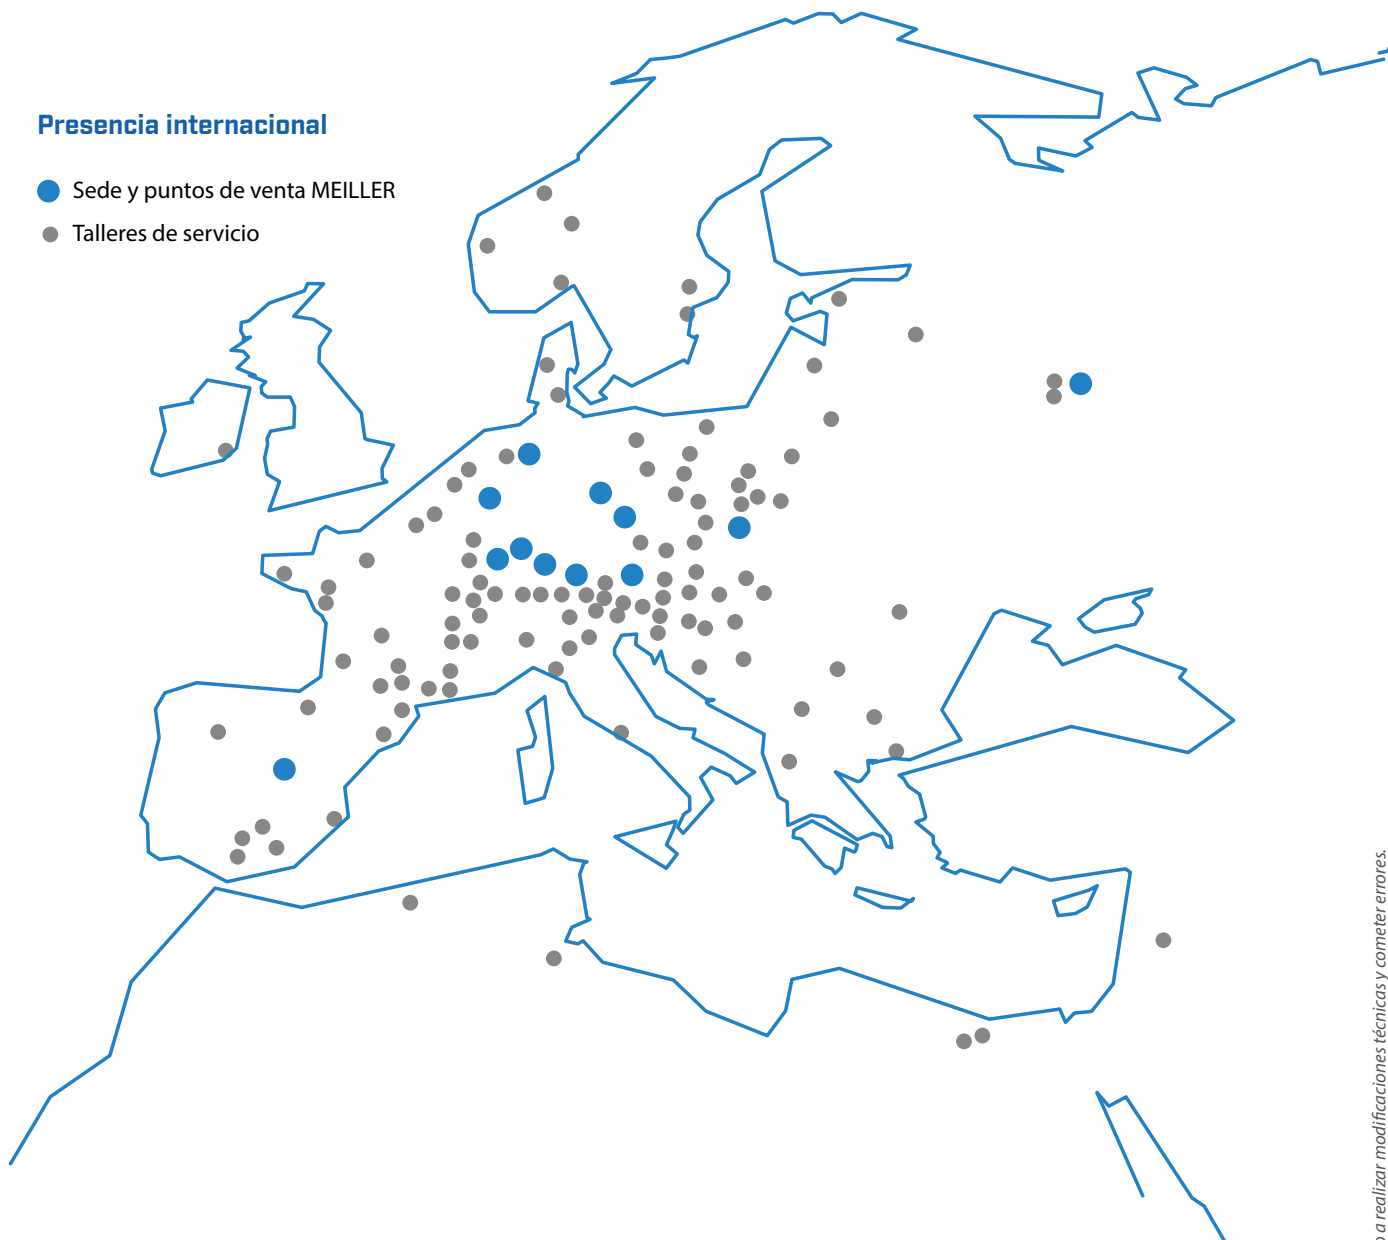 Presencia internacional
Sede y puntos de venta MEILLER
Talleres de servicio
a realizar modificaciones técnicas y cometer errores.